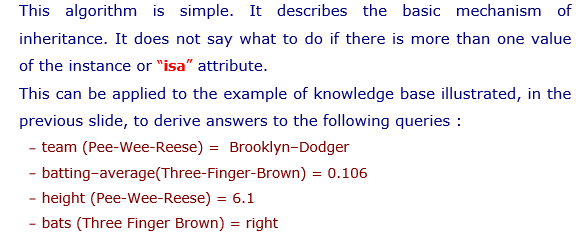 This algorithm is simple. It describes the basic mechanism of
inheritance. It does not say what to do if there is more than one value
of the instance or “isa” attribute.
This can be applied to the example of knowledge base illustrated, in the
previous slide, to derive answers to the following queries :
– team (Pee-Wee-Reese) = Brooklyn–Dodger
– batting–average(Three-Finger-Brown) = 0.106
– height (Pee-Wee-Reese) = 6.1
– bats (Three Finger Brown) = right